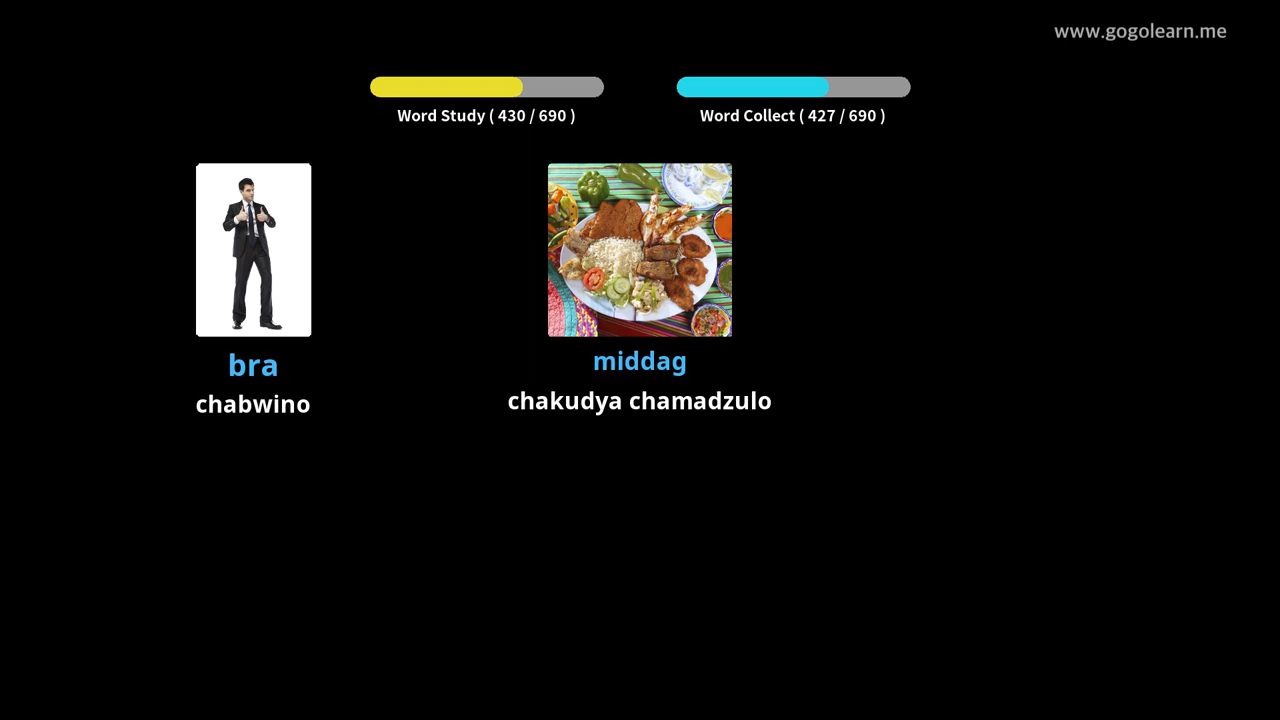 www.gogolearn.me
Word Study ( 430 / 690 )
Word Collect ( 427 / 690 )
bra
chabwino
middag
chakudya chamadzulo